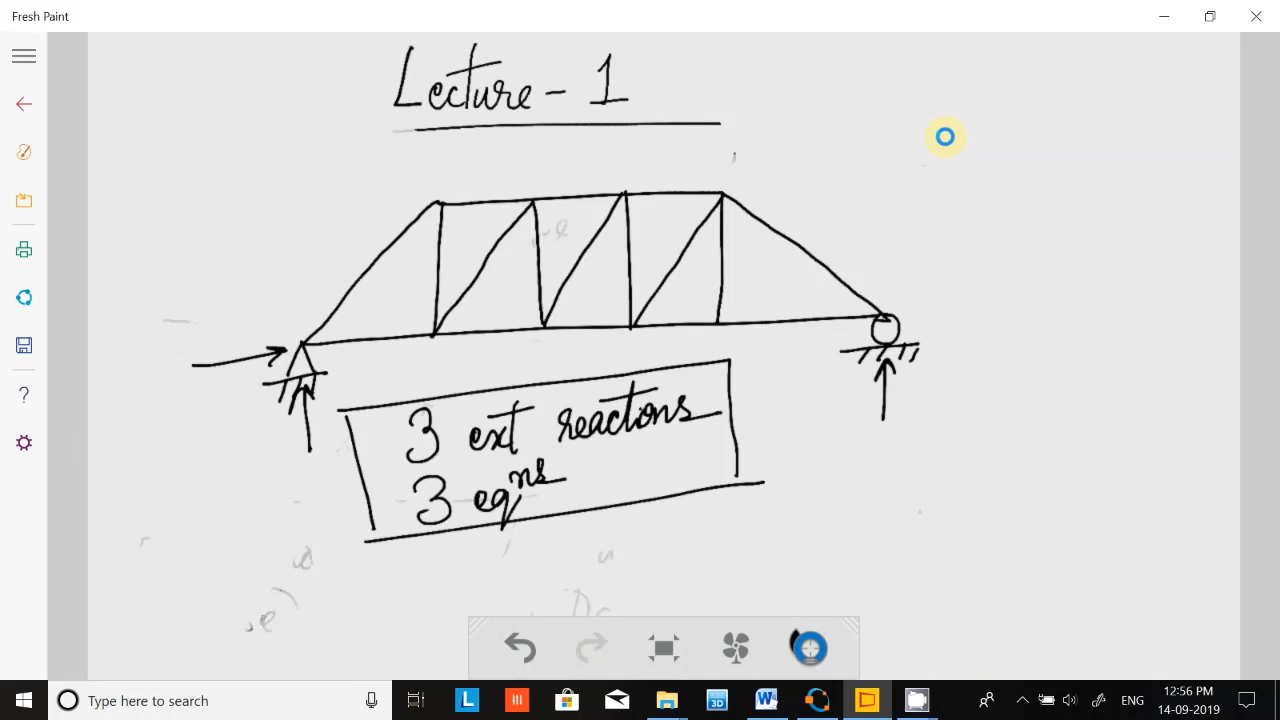 Fresh Paint
Lecture - 1
3 ext reactions
3 eqns
Type here to search
ENG
12:56 PM
14-09-2019